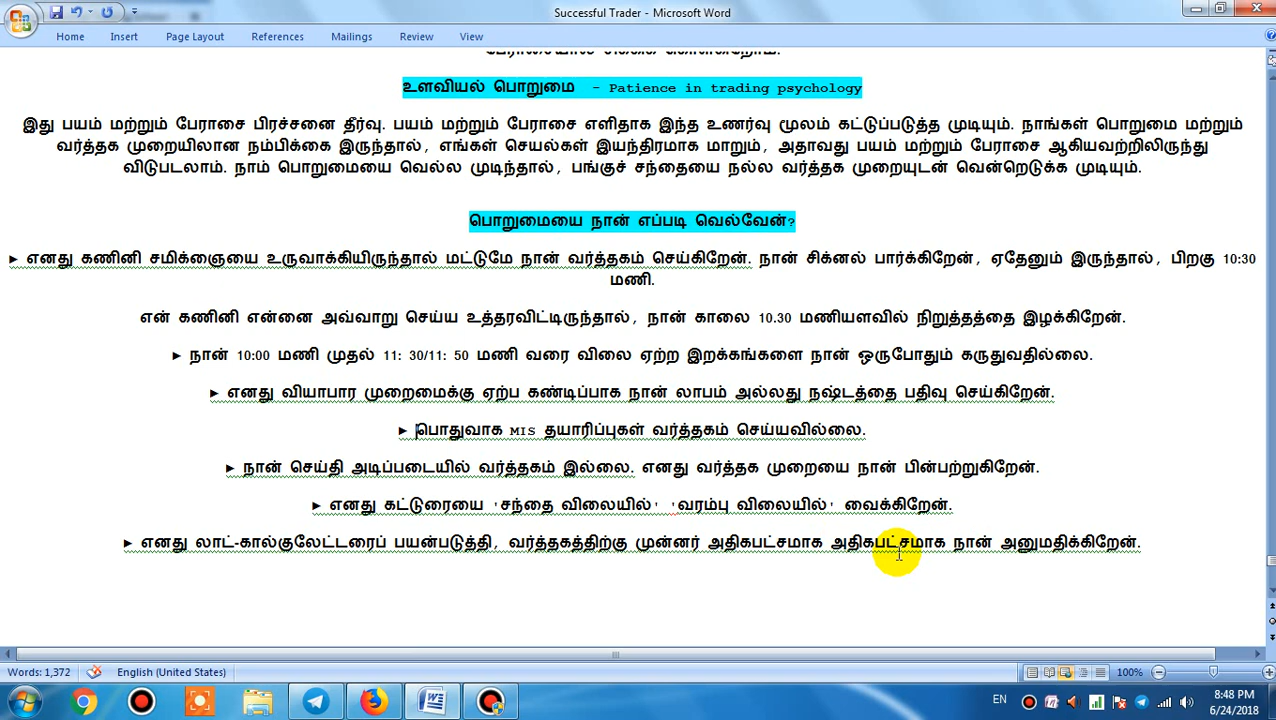 Successful Trader - Microsoft Word
Home Insert Page Layout References Mailings Review View
உளவியல் பொறுமை - Patience in trading psychology
இது பயம் மற்றும் பேராசை பிரச்சனை தீர்வு. பயம் மற்றும் பேராசை எளிதாக இந்த உணர்வு மூலம் கட்டுப்படுத்த முடியும். நாங்கள் பொறுமை மற்றும்
வர்த்தக முறையிலான நம்பிக்கை இருந்தால், எங்கள் செயல்கள் இயந்திரமாக மாறும், அதாவது பயம் மற்றும் பேராசை ஆகியவற்றிலிருந்து
விடுபடலாம். நாம் பொறுமையை வெல்ல முடிந்தால், பங்குச் சந்தையை நல்ல வர்த்தக முறையுடன் வென்றெடுக்க முடியும்.
பொறுமையை நான் எப்படி வெல்வேன்?
► எனது கணினி சமிக்ஞையை உருவாக்கியிருந்தால் மட்டுமே நான் வர்த்தகம் செய்கிறேன். நான் சிக்னல் பார்க்கிறேன், ஏதேனும் இருந்தால், பிறகு 10:30
மணி.
என் கணினி என்னை அவ்வாறு செய்ய உத்தரவிட்டிருந்தால், நான் காலை 10.30 மணியளவில் நிறுத்தத்தை இழக்கிறேன்.
► நான் 10:00 மணி முதல் 11: 30/11: 50 மணி வரை விலை ஏற்ற இறக்கங்களை நான் ஒருபோதும் கருதுவதில்லை.
► எனது வியாபார முறைமைக்கு ஏற்ப கண்டிப்பாக நான் லாபம் அல்லது நஷ்டத்தை பதிவு செய்கிறேன்.
► பொதுவாக MIS தயாரிப்புகள் வர்த்தகம் செய்யவில்லை.
► நான் செய்தி அடிப்படையில் வர்த்தகம் இல்லை. எனது வர்த்தக முறையை நான் பின்பற்றுகிறேன்.
► எனது கட்டுரையை 'சந்தை விலையில்' 'வரம்பு விலையில்' வைக்கிறேன்.
► எனது லாட்-கால்குலேட்டரைப் பயன்படுத்தி, வர்த்தகத்திற்கு முன்னர் அதிகபட்சமாக அதிகபட்சமாக நான் அனுமதிக்கிறேன்.
Words: 1,372 English (United States) 100%
EN 8:48 PM
6/24/2018